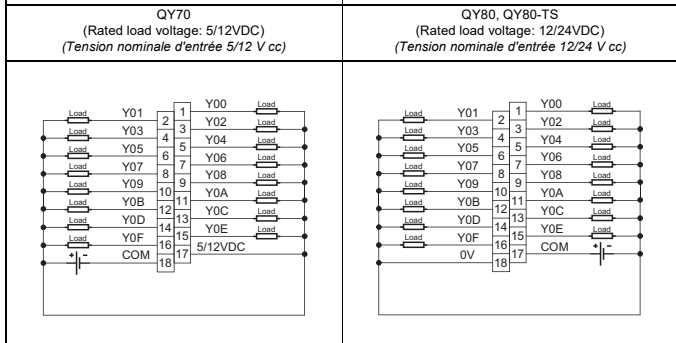 QY70
(Rated load voltage: 5/12VDC)
(Tension nominale d'entrée 5/12 V cc)
Load Y01 2 1 Y00 Load
Load Y03 4 3 Y02 Load
Load Y05 6 5 Y04 Load
Load Y07 8 7 Y06 Load
Load Y09 10 9 Y08 Load
Load Y0B 12 11 Y0A Load
Load Y0D 14 13 Y0C Load
Load Y0F 16 15 Y0E Load
+ - COM 18 17 5/12VDC
QY80, QY80-TS
(Rated load voltage: 12/24VDC)
(Tension nominale d'entrée 12/24 V cc)
Load Y01 2 1 Y00 Load
Load Y03 4 3 Y02 Load
Load Y05 6 5 Y04 Load
Load Y07 8 7 Y06 Load
Load Y09 10 9 Y08 Load
Load Y0B 12 11 Y0A Load
Load Y0D 14 13 Y0C Load
Load Y0F 16 15 Y0E Load
0V 18 17 COM + -